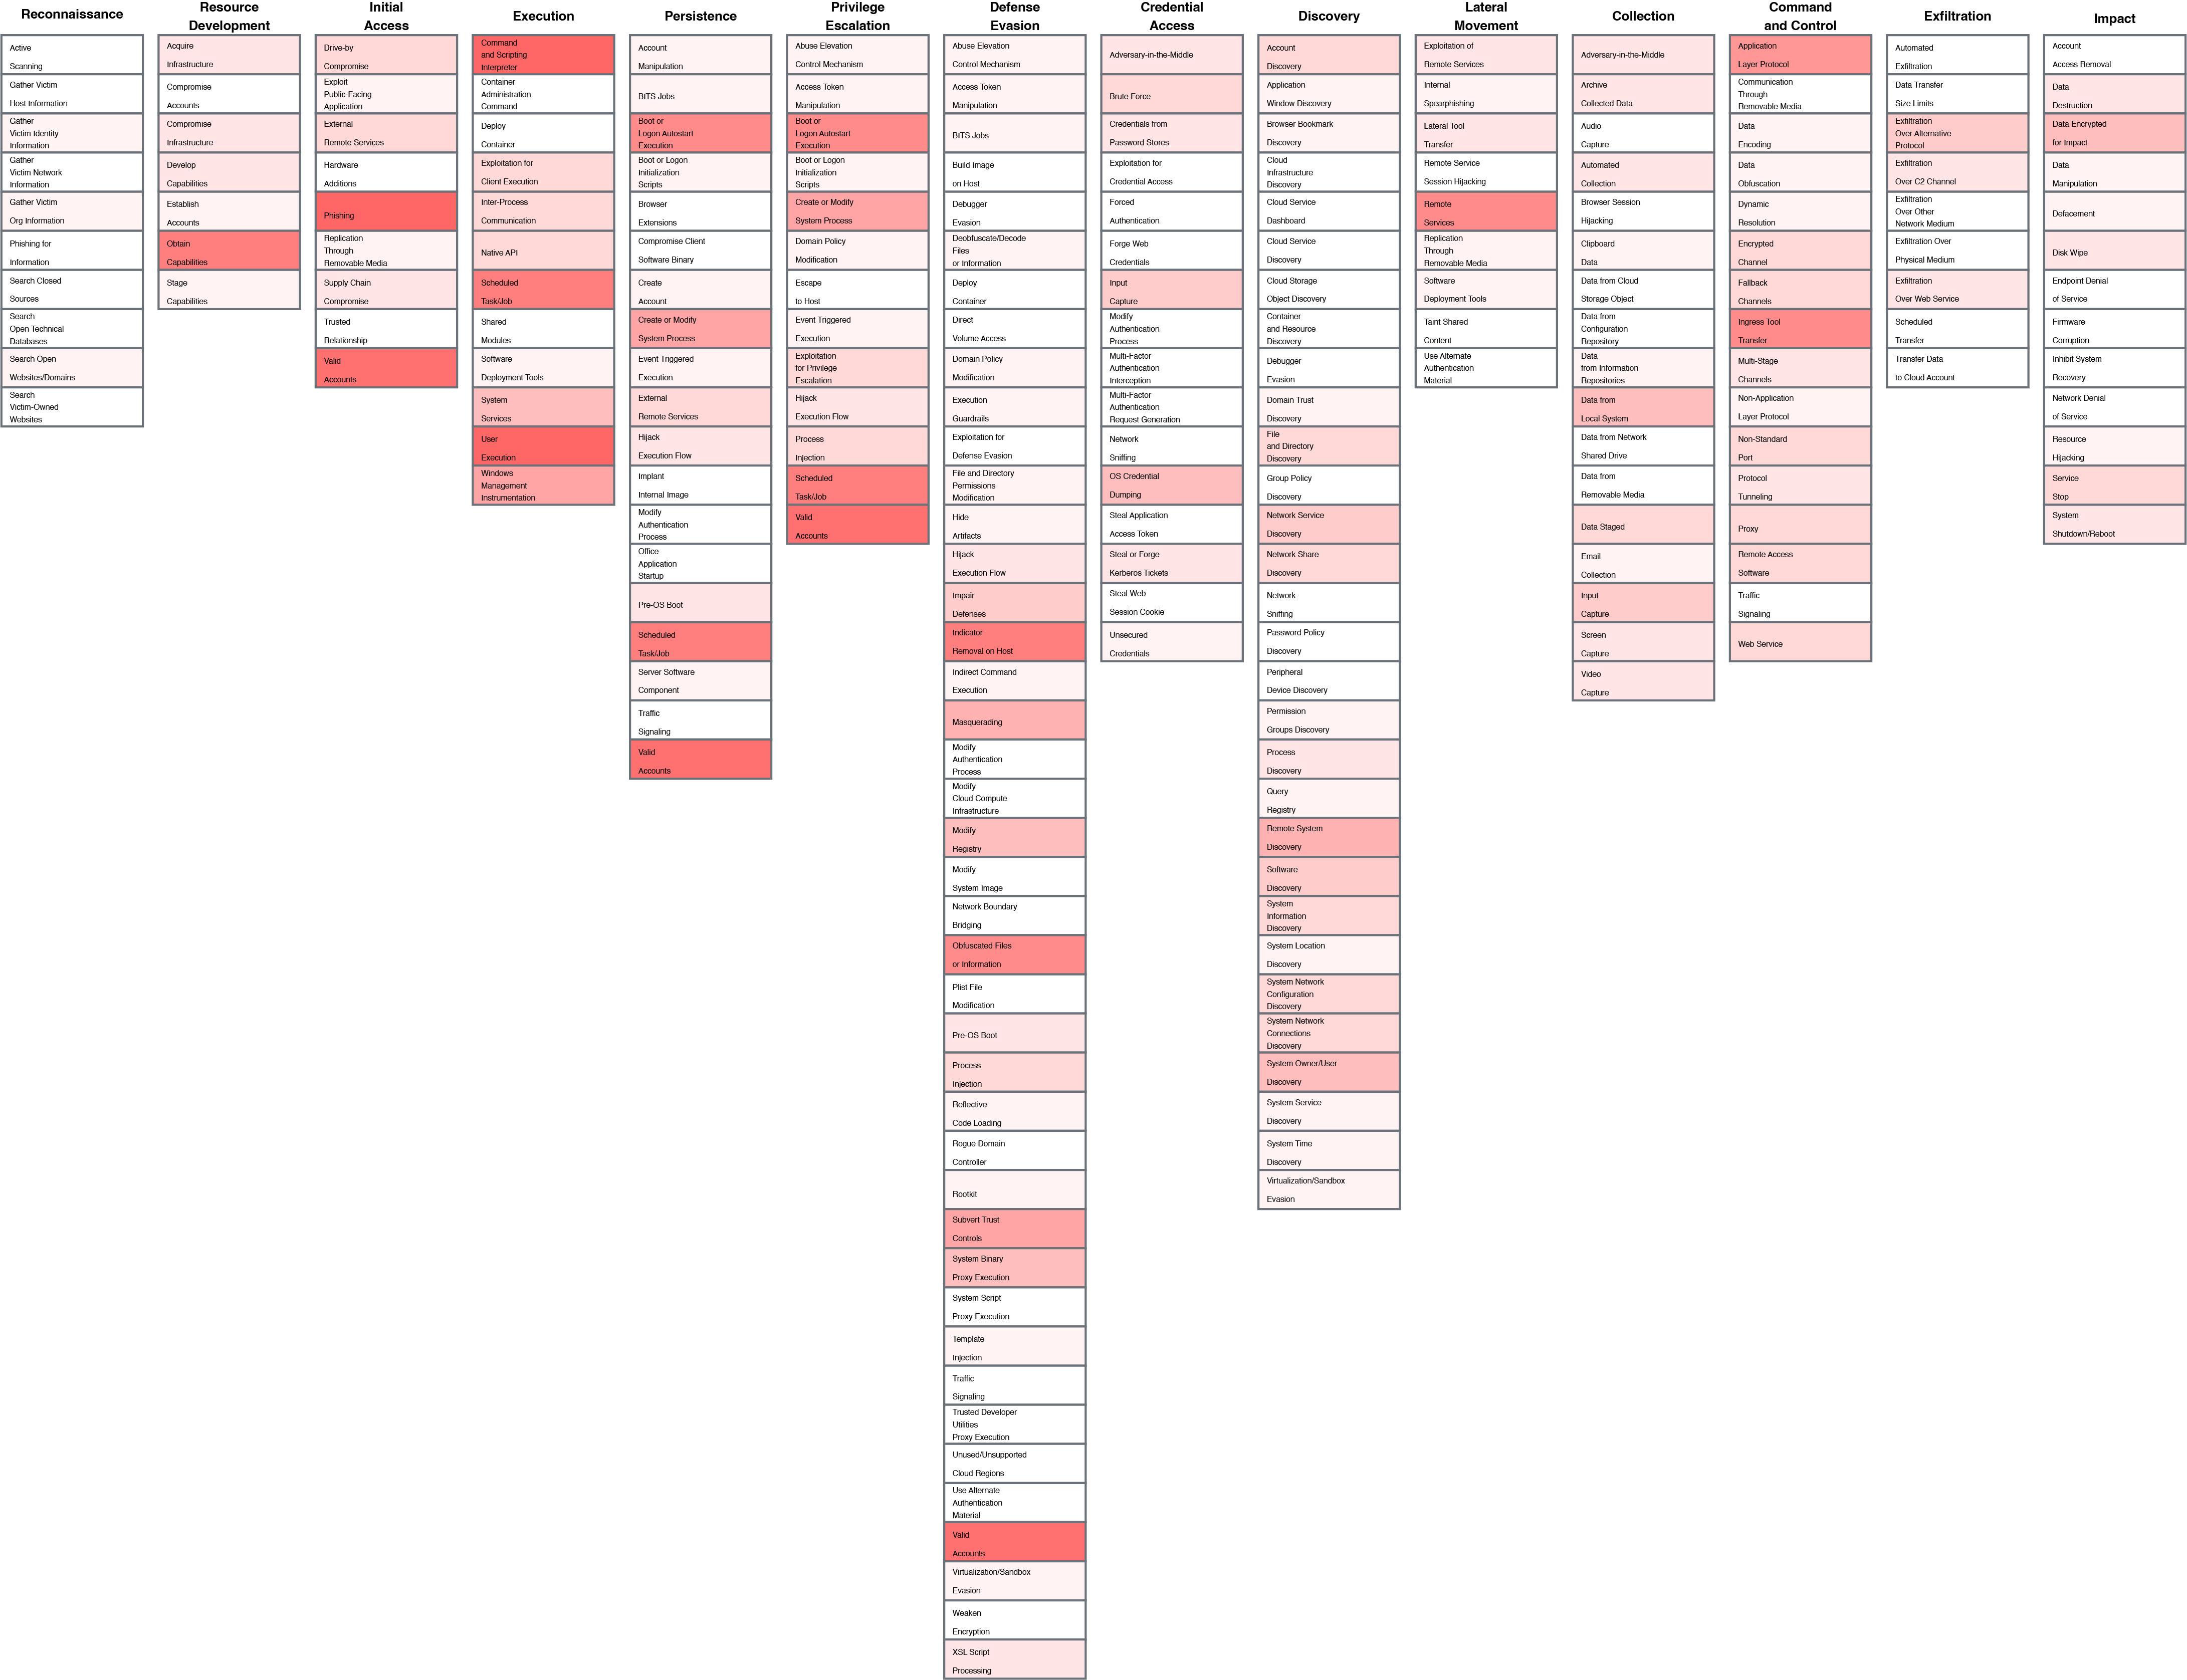 Reconnaissance
Active
Scanning
Gather Victim
Host Information
Gather
Victim Identity
Information
Gather
Victim Network
Information
Gather Victim
Org Information
Phishing for
Information
Search Closed
Sources
Search
Open Technical
Databases
Search Open
Websites/Domains
Search
Victim-Owned
Websites
Resource
Development
Acquire
Infrastructure
Compromise
Accounts
Compromise
Infrastructure
Develop
Capabilities
Establish
Accounts
Obtain
Capabilities
Stage
Capabilities
Initial
Access
Drive-by
Compromise
Exploit
Public-Facing
Application
External
Remote Services
Hardware
Additions
Phishing
Replication
Through
Removable Media
Supply Chain
Compromise
Trusted
Relationship
Valid
Accounts
Execution
Command
and Scripting
Interpreter
Container
Administration
Command
Deploy
Container
Exploitation for
Client Execution
Inter-Process
Communication
Native API
Scheduled
Task/Job
Shared
Modules
Software
Deployment Tools
System
Services
User
Execution
Windows
Management
Instrumentation
Persistence
Account
Manipulation
BITS Jobs
Boot or
Logon Autostart
Execution
Boot or Logon
Initialization
Scripts
Browser
Extensions
Compromise Client
Software Binary
Create
Account
Create or Modify
System Process
Event Triggered
Execution
External
Remote Services
Hijack
Execution Flow
Implant
Internal Image
Modify
Authentication
Process
Office
Application
Startup
Pre-OS Boot
Scheduled
Task/Job
Server Software
Component
Traffic
Signaling
Valid
Accounts
Privilege
Escalation
Abuse Elevation
Control Mechanism
Access Token
Manipulation
Boot or
Logon Autostart
Execution
Boot or Logon
Initialization
Scripts
Create or Modify
System Process
Domain Policy
Modification
Escape
to Host
Event Triggered
Execution
Exploitation
for Privilege
Escalation
Hijack
Execution Flow
Process
Injection
Scheduled
Task/Job
Valid
Accounts
Defense
Evasion
Abuse Elevation
Control Mechanism
Access Token
Manipulation
BITS Jobs
Build Image
on Host
Debugger
Evasion
Deobfuscate/Decode
Files
or Information
Deploy
Container
Direct
Volume Access
Domain Policy
Modification
Execution
Guardrails
Exploitation for
Defense Evasion
File and Directory
Permissions
Modification
Hide
Artifacts
Hijack
Execution Flow
Impair
Defenses
Indicator
Removal on Host
Indirect Command
Execution
Masquerading
Modify
Authentication
Process
Modify
Cloud Compute
Infrastructure
Modify
Registry
Modify
System Image
Network Boundary
Bridging
Obfuscated Files
or Information
Plist File
Modification
Pre-OS Boot
Process
Injection
Reflective
Code Loading
Rogue Domain
Controller
Rootkit
Subvert Trust
Controls
System Binary
Proxy Execution
System Script
Proxy Execution
Template
Injection
Traffic
Signaling
Trusted Developer
Utilities
Proxy Execution
Unused/Unsupported
Cloud Regions
Use Alternate
Authentication
Material
Valid
Accounts
Virtualization/Sandbox
Evasion
Weaken
Encryption
XSL Script
Processing
Credential
Access
Adversary-in-the-Middle
Brute Force
Credentials from
Password Stores
Exploitation for
Credential Access
Forced
Authentication
Forge Web
Credentials
Input
Capture
Modify
Authentication
Process
Multi-Factor
Authentication
Interception
Multi-Factor
Authentication
Request Generation
Network
Sniffing
OS Credential
Dumping
Steal Application
Access Token
Steal or Forge
Kerberos Tickets
Steal Web
Session Cookie
Unsecured
Credentials
Discovery
Account
Discovery
Application
Window Discovery
Browser Bookmark
Discovery
Cloud
Infrastructure
Discovery
Cloud Service
Dashboard
Cloud Service
Discovery
Cloud Storage
Object Discovery
Container
and Resource
Discovery
Debugger
Evasion
Domain Trust
Discovery
File
and Directory
Discovery
Group Policy
Discovery
Network Service
Discovery
Network Share
Discovery
Network
Sniffing
Password Policy
Discovery
Peripheral
Device Discovery
Permission
Groups Discovery
Process
Discovery
Query
Registry
Remote System
Discovery
Software
Discovery
System
Information
Discovery
System Location
Discovery
System Network
Configuration
Discovery
System Network
Connections
Discovery
System Owner/User
Discovery
System Service
Discovery
System Time
Discovery
Virtualization/Sandbox
Evasion
Lateral
Movement
Exploitation of
Remote Services
Internal
Spearphishing
Lateral Tool
Transfer
Remote Service
Session Hijacking
Remote
Services
Replication
Through
Removable Media
Software
Deployment Tools
Taint Shared
Content
Use Alternate
Authentication
Material
Collection
Adversary-in-the-Middle
Archive
Collected Data
Audio
Capture
Automated
Collection
Browser Session
Hijacking
Clipboard
Data
Data from Cloud
Storage Object
Data from
Configuration
Repository
Data
from Information
Repositories
Data from
Local System
Data from Network
Shared Drive
Data from
Removable Media
Data Staged
Email
Collection
Input
Capture
Screen
Capture
Video
Capture
Command
and Control
Application
Layer Protocol
Communication
Through
Removable Media
Data
Encoding
Data
Obfuscation
Dynamic
Resolution
Encrypted
Channel
Fallback
Channels
Ingress Tool
Transfer
Multi-Stage
Channels
Non-Application
Layer Protocol
Non-Standard
Port
Protocol
Tunneling
Proxy
Remote Access
Software
Traffic
Signaling
Web Service
Exfiltration
Automated
Exfiltration
Data Transfer
Size Limits
Exfiltration
Over Alternative
Protocol
Exfiltration
Over C2 Channel
Exfiltration
Over Other
Network Medium
Exfiltration Over
Physical Medium
Exfiltration
Over Web Service
Scheduled
Transfer
Transfer Data
to Cloud Account
Impact
Account
Access Removal
Data
Destruction
Data Encrypted
for Impact
Data
Manipulation
Defacement
Disk Wipe
Endpoint Denial
of Service
Firmware
Corruption
Inhibit System
Recovery
Network Denial
of Service
Resource
Hijacking
Service
Stop
System
Shutdown/Reboot